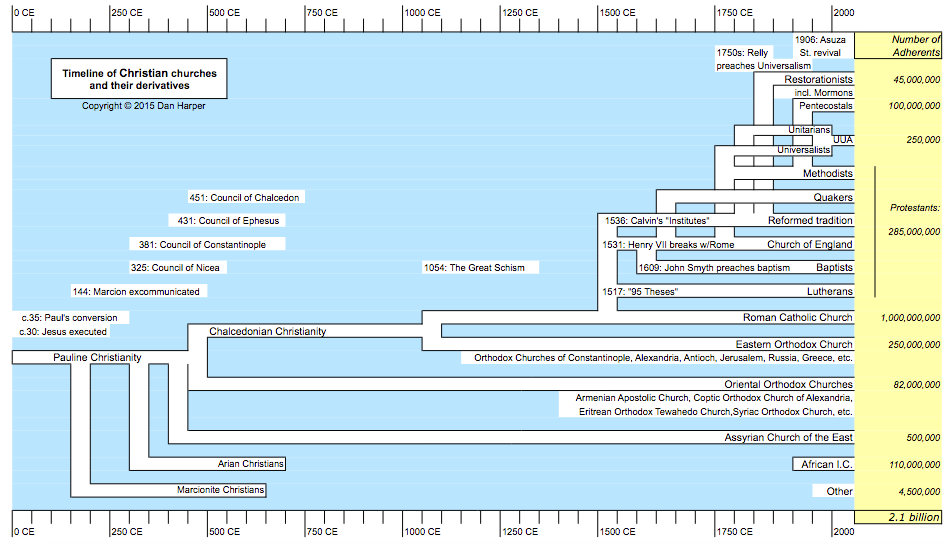 0 CE 250 CE 500 CE 750 CE 1000 CE 1250 CE 1500 CE 1750 CE 2000
Timeline of Christian churches
and their derivatives
Copyright © 2015 Dan Harper
1906: Asuza
St. revival
1750s: Relly
preaches Universalism
Number of
Adherents
Restorationists
45,000,000
incl. Mormons
Pentecostals
100,000,000
Unitarians
UUA
250,000
Universalists
Methodists
451: Council of Chalcedon
Quakers
Protestants:
431: Council of Ephesus
1536: Calvin's "Institutes"
Reformed tradition
285,000,000
381: Council of Constantinople
1531: Henry VII breaks w/Rome
Church of England
325: Council of Nicea
1054: The Great Schism
1609: John Smyth preaches baptism
Baptists
144: Marcion excommunicated
1517: "95 Theses"
Lutherans
c.35: Paul's conversion
Roman Catholic Church
1,000,000,000
c.30: Jesus executed
Chalcedonian Christianity
Eastern Orthodox Church
250,000,000
Pauline Christianity
Orthodox Churches of Constantinople, Alexandria, Antioch, Jerusalem, Russia, Greece, etc.
Oriental Orthodox Churches
82,000,000
Armenian Apostolic Church, Coptic Orthodox Church of Alexandria,
Eritrean Orthodox Tewahedo Church,Syriac Orthodox Church, etc.
Assyrian Church of the East
500,000
Arian Christians
African I.C.
110,000,000
Marcionite Christians
Other
4,500,000
2.1 billion
0 CE 250 CE 500 CE 750 CE 1000 CE 1250 CE 1500 CE 1750 CE 2000